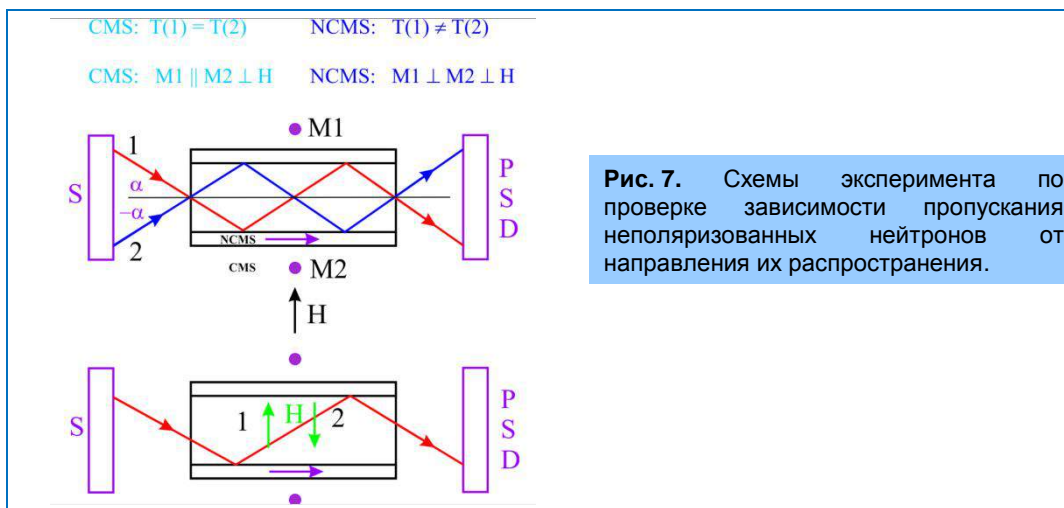 CMS: T(1) = T(2) NCMS: T(1) ≠ T(2)
CMS: M1 || M2 ⊥ H NCMS: M1 ⊥ M2 ⊥ H
M1
1
S
α
−α
2
NCMS
CMS
M2
P
S
D
H
S
1
H
2
P
S
D
Рис. 7. Схемы эксперимента по
проверке зависимости пропускания
неполяризованных нейтронов от
направления их распространения.